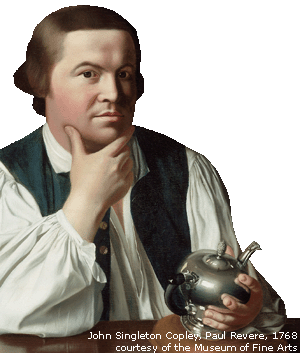 John Singleton Copley, Paul Revere, 1768
courtesy of the Museum of Fine Arts